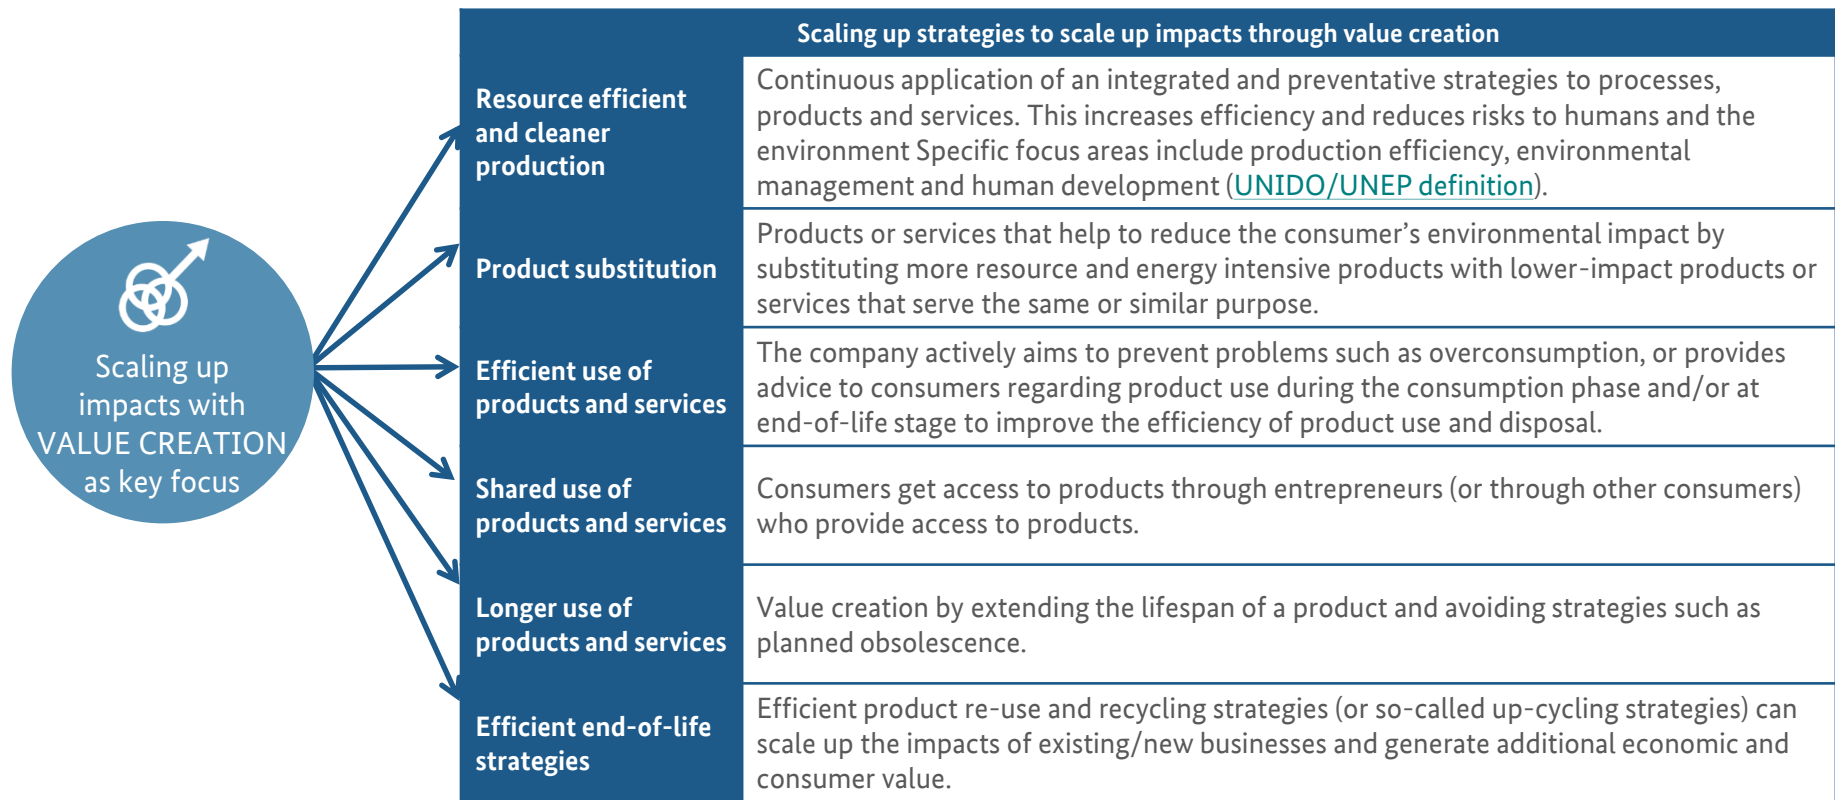 Scaling up strategies to scale up impacts through value creation
Resource efficient
and cleaner
production
Continuous application of an integrated and preventative strategies to processes,
products and services. This increases efficiency and reduces risks to humans and the
environment Specific focus areas include production efficiency, environmental
management and human development (UNIDO/UNEP definition).
Product substitution
Products or services that help to reduce the consumer’s environmental impact by
substituting more resource and energy intensive products with lower-impact products or
services that serve the same or similar purpose.
Scaling up
impacts with
VALUE CREATION
as key focus
Efficient use of
products and services
The company actively aims to prevent problems such as overconsumption, or provides
advice to consumers regarding product use during the consumption phase and/or at
end-of-life stage to improve the efficiency of product use and disposal.
Shared use of
products and services
Consumers get access to products through entrepreneurs (or through other consumers)
who provide access to products.
Longer use of
products and services
Value creation by extending the lifespan of a product and avoiding strategies such as
planned obsolescence.
Efficient end-of-life
strategies
Efficient product re-use and recycling strategies (or so-called up-cycling strategies) can
scale up the impacts of existing/new businesses and generate additional economic and
consumer value.